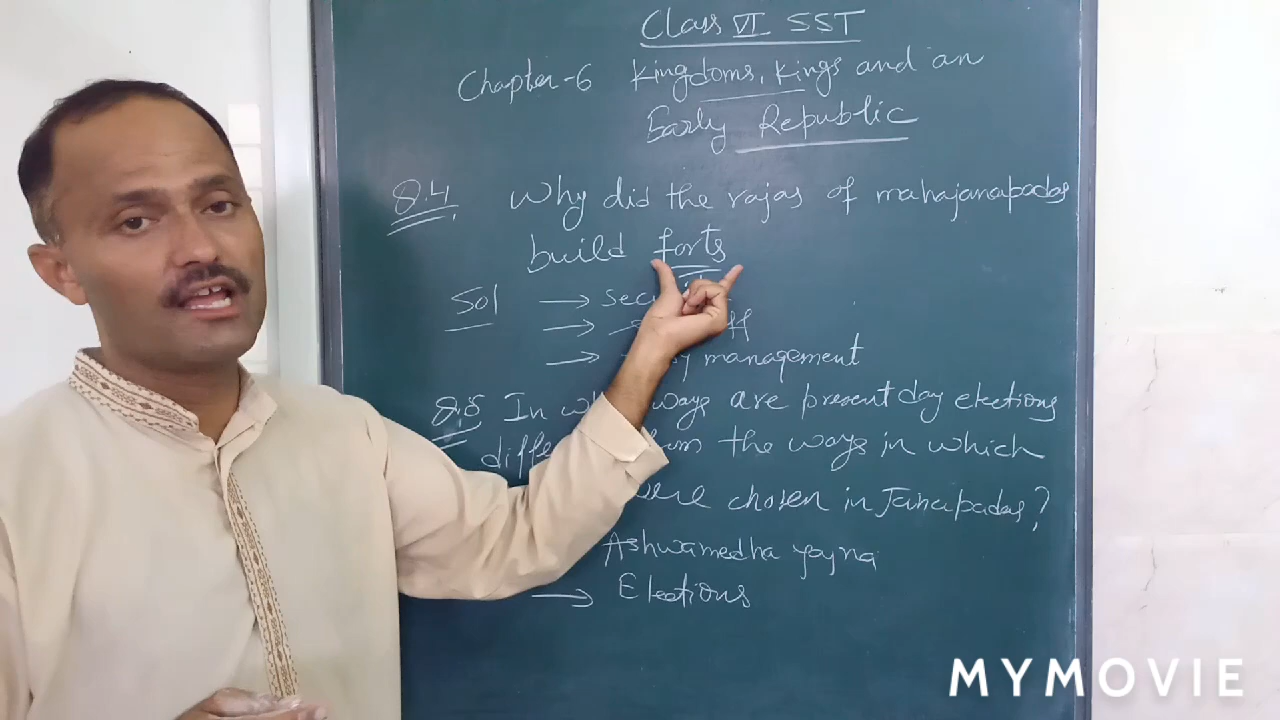 Class VI SST
Chapter-6 Kingdoms, Kings and an
Early Republic
Q.4 Why did the rajas of mahajanapadas
build forts
Sol →
→
→ management
Q.5 In ways are present day elections
the ways in which
were chosen in Janapadas?
Ashwamedha yajna
→ Elections
MYMOVIE